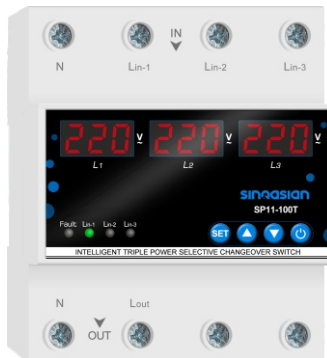 IN
N Lin-1 Lin-2 Lin-3
220 V 220 V 220 V
L1 L2 L3
SINOASIAN
SP11-100T
Fault Lin-1 Lin-2 Lin-3
SET
INTELLIGENT TRIPLE POWER SELECTIVE CHANGEOVER SWITCH
N Lout
OUT